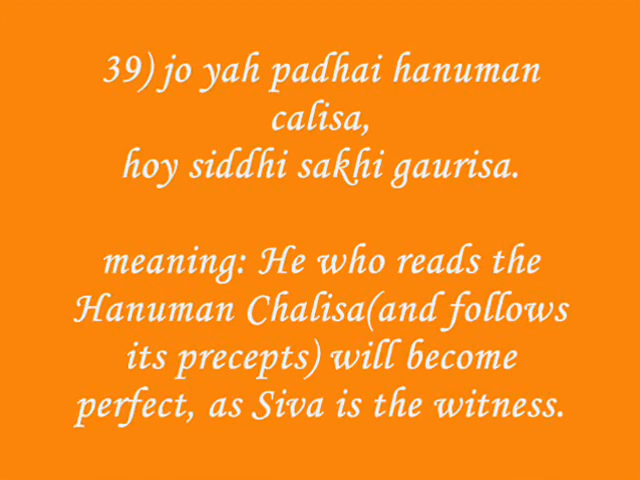 39) jo yah padhai hanuman
calisa,
hoy siddhi sakhi gaurisa.
meaning: He who reads the
Hanuman Chalisa(and follows
its precepts) will become
perfect, as Siva is the witness.